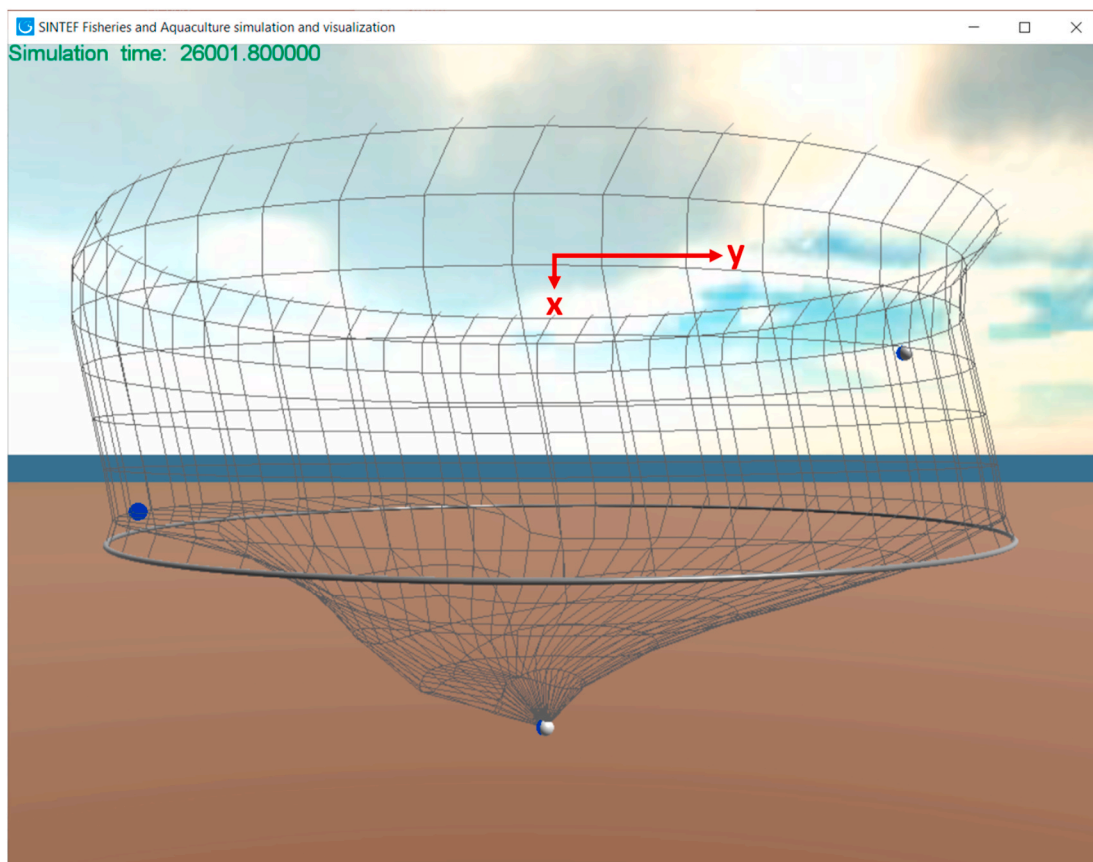 SINTEF Fisheries and Aquaculture simulation and visualization
Simulation time: 26001.800000
y
x